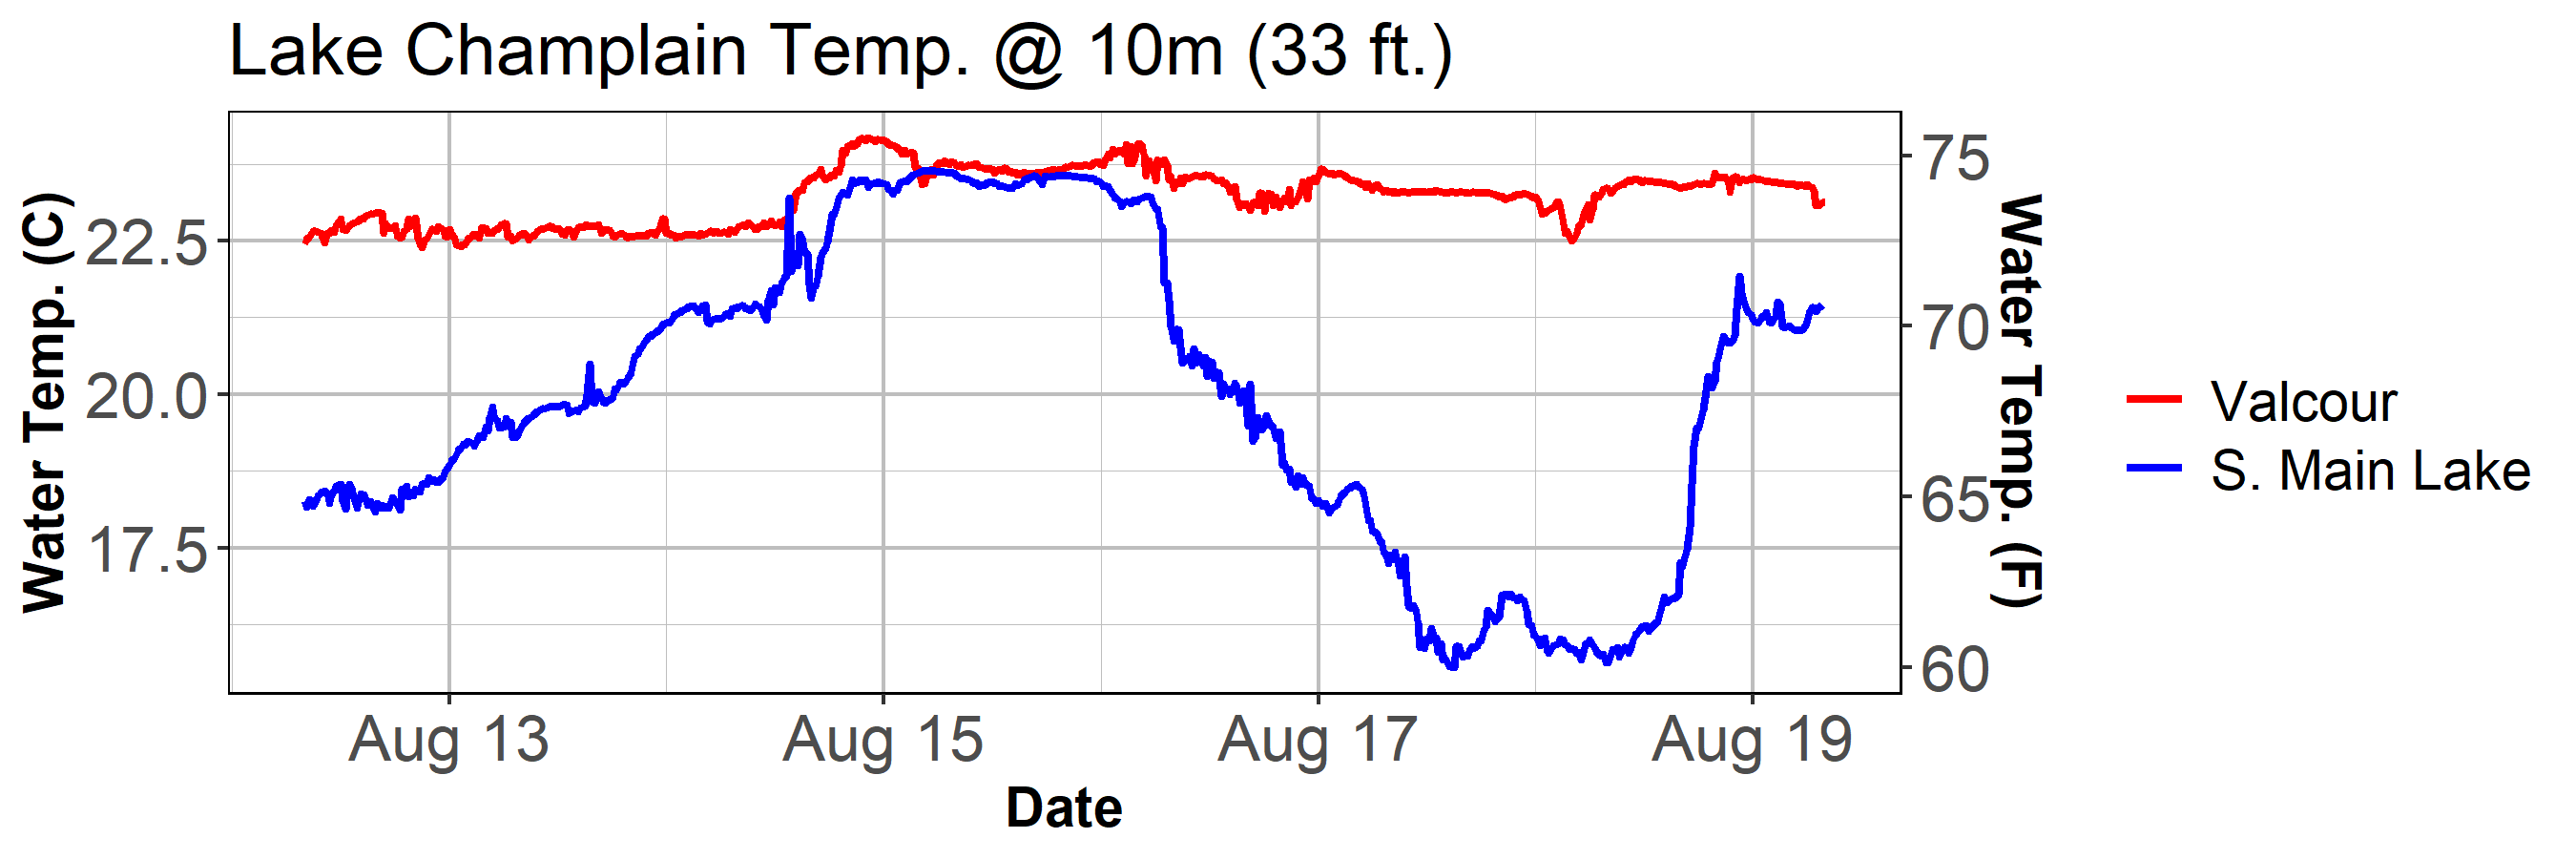 Lake Champlain Temp. @ 10m (33 ft.)
Water Temp. (C)
22.5
20.0
17.5
75
70
65
60
Water Temp. (F)
Aug 13
Aug 15
Aug 17
Aug 19
Date
Valcour
S. Main Lake